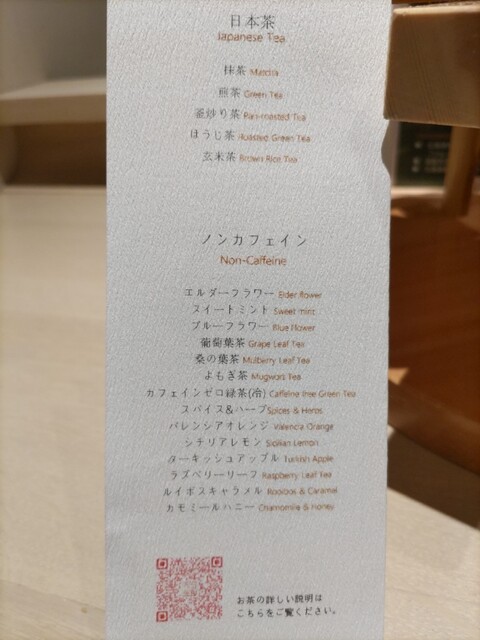 日本茶
Japanese Tea
抹茶 Matcha
煎茶 Green Tea
釜炒り茶 Pan-roasted Tea
ほうじ茶 Roasted Green Tea
玄米茶 Brown Rice Tea
ノンカフェイン
Non-Caffeine
エルダーフラワー Elder flower
スイートミント Sweet mint
ブルーフラワー Blue Flower
葡萄葉茶 Grape Leaf Tea
桑の葉茶 Mulberry Leaf Tea
よもぎ茶 Mugwort Tea
カフェインゼロ緑茶(冷) Caffeine free Green Tea
スパイス&ハーブ Spices & Herbs
バレンシアオレンジ Valencia Orange
シチリアレモン Sicilian Lemon
ターキッシュアップル Turkish Apple
ラズベリーリーフ Raspberry Leaf Tea
ルイボスキャラメル Rooibos & Caramel
カモミールハニー Chamomile & Honey
お茶の詳しい説明は
こちらをご覧ください。